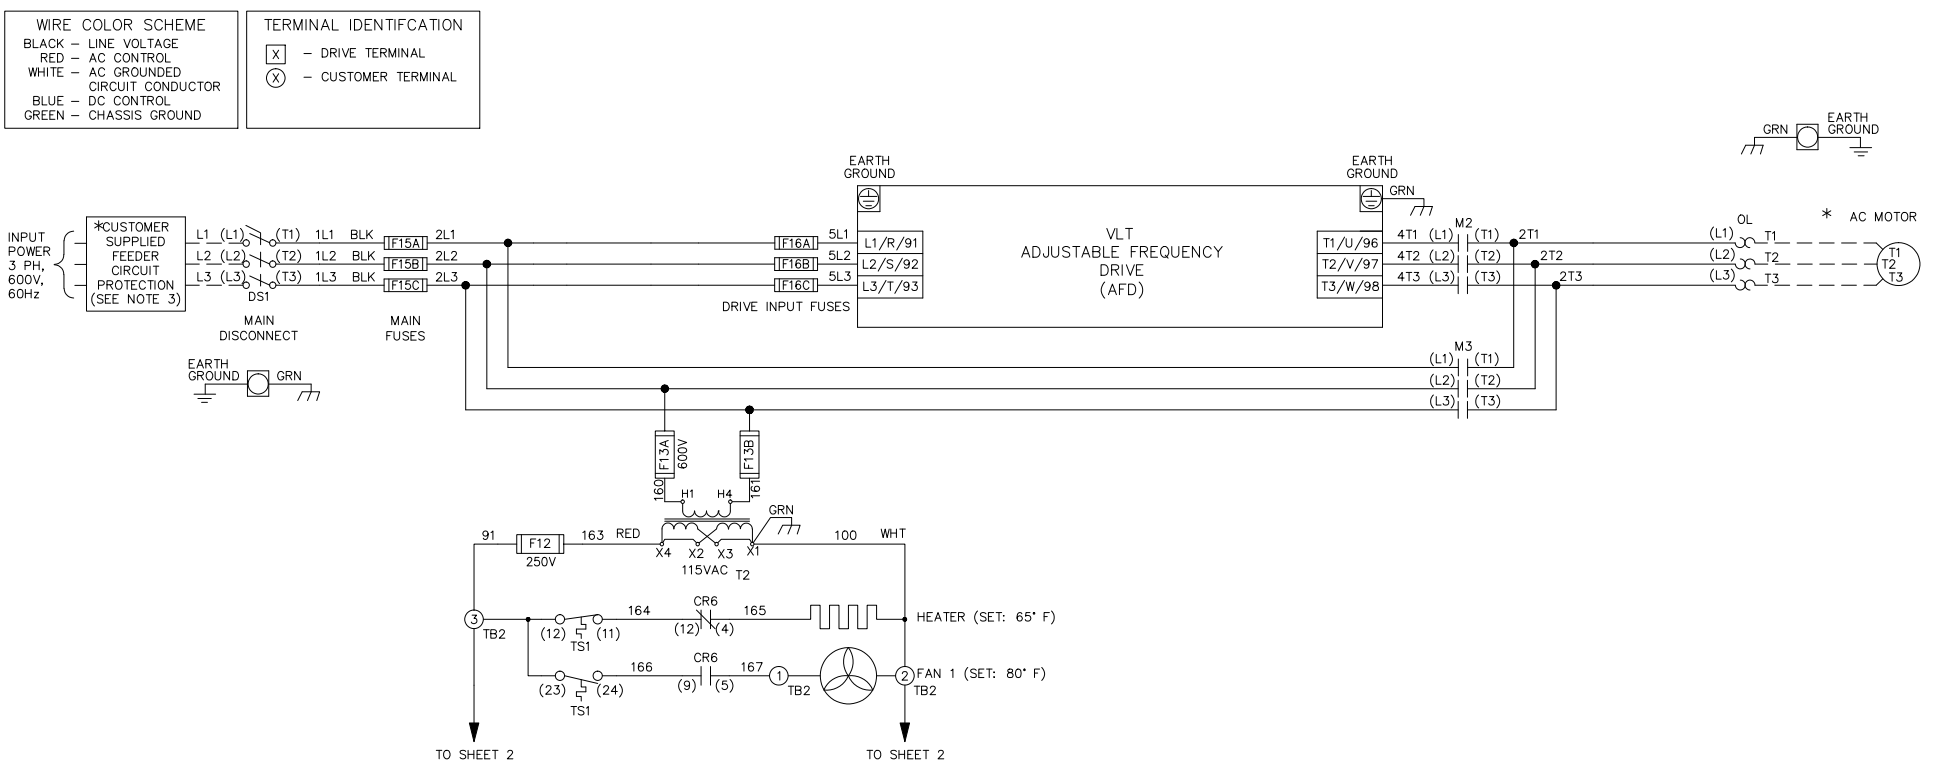 WIRE COLOR SCHEME
BLACK – LINE VOLTAGE
RED – AC CONTROL
WHITE – AC GROUNDED
CIRCUIT CONDUCTOR
BLUE – DC CONTROL
GREEN – CHASSIS GROUND
TERMINAL IDENTIFCATION
X – DRIVE TERMINAL
X – CUSTOMER TERMINAL
GRN
EARTH
GROUND
EARTH
GROUND
EARTH
GROUND
GRN
INPUT
POWER
3 PH,
600V,
60Hz
*CUSTOMER
SUPPLIED
FEEDER
CIRCUIT
PROTECTION
(SEE NOTE 3)
L1 (L1) (T1) 1L1 BLK F15A 2L1 F16A 5L1 L1/R/91
L2 (L2) (T2) 1L2 BLK F15B 2L2 F16B 5L2 L2/S/92
L3 (L3) (T3) 1L3 BLK F15C 2L3 F16C 5L3 L3/T/93
DS1
MAIN
DISCONNECT
MAIN
FUSES
DRIVE INPUT FUSES
VLT
ADJUSTABLE FREQUENCY
DRIVE
(AFD)
M2
T1/U/96 4T1 (L1) (T1) 2T1
T2/V/97 4T2 (L2) (T2) 2T2
T3/W/98 4T3 (L3) (T3) 2T3
OL
(L1) T1
(L2) T2
(L3) T3
* AC MOTOR
T1
T2
T3
EARTH
GROUND GRN
M3
(L1) (T1)
(L2) (T2)
(L3) (T3)
F13A
600V
F13B
160
161
H1 H4
GRN
91 F12 163 RED
250V
X4 X2 X3 X1
100 WHT
115VAC T2
3
TB2
(12) (11)
TS1
164
CR6
(12) (4)
165
HEATER (SET: 65° F)
(23) (24)
TS1
166
CR6
(9) (5)
167
1
TB2
2
TB2
FAN 1 (SET: 80° F)
TO SHEET 2
TO SHEET 2